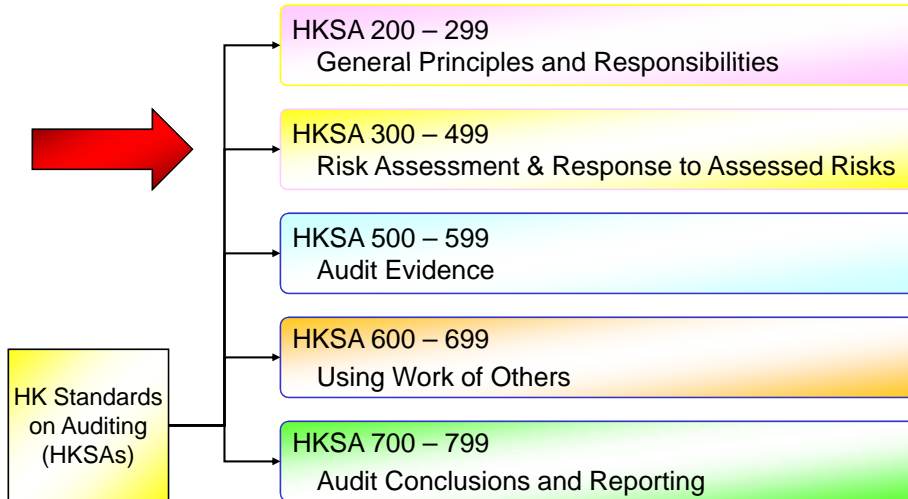 HKSA 200 – 299
General Principles and Responsibilities
HKSA 300 – 499
Risk Assessment & Response to Assessed Risks
HKSA 500 – 599
Audit Evidence
HKSA 600 – 699
Using Work of Others
HK Standards
on Auditing
(HKSAs)
HKSA 700 – 799
Audit Conclusions and Reporting